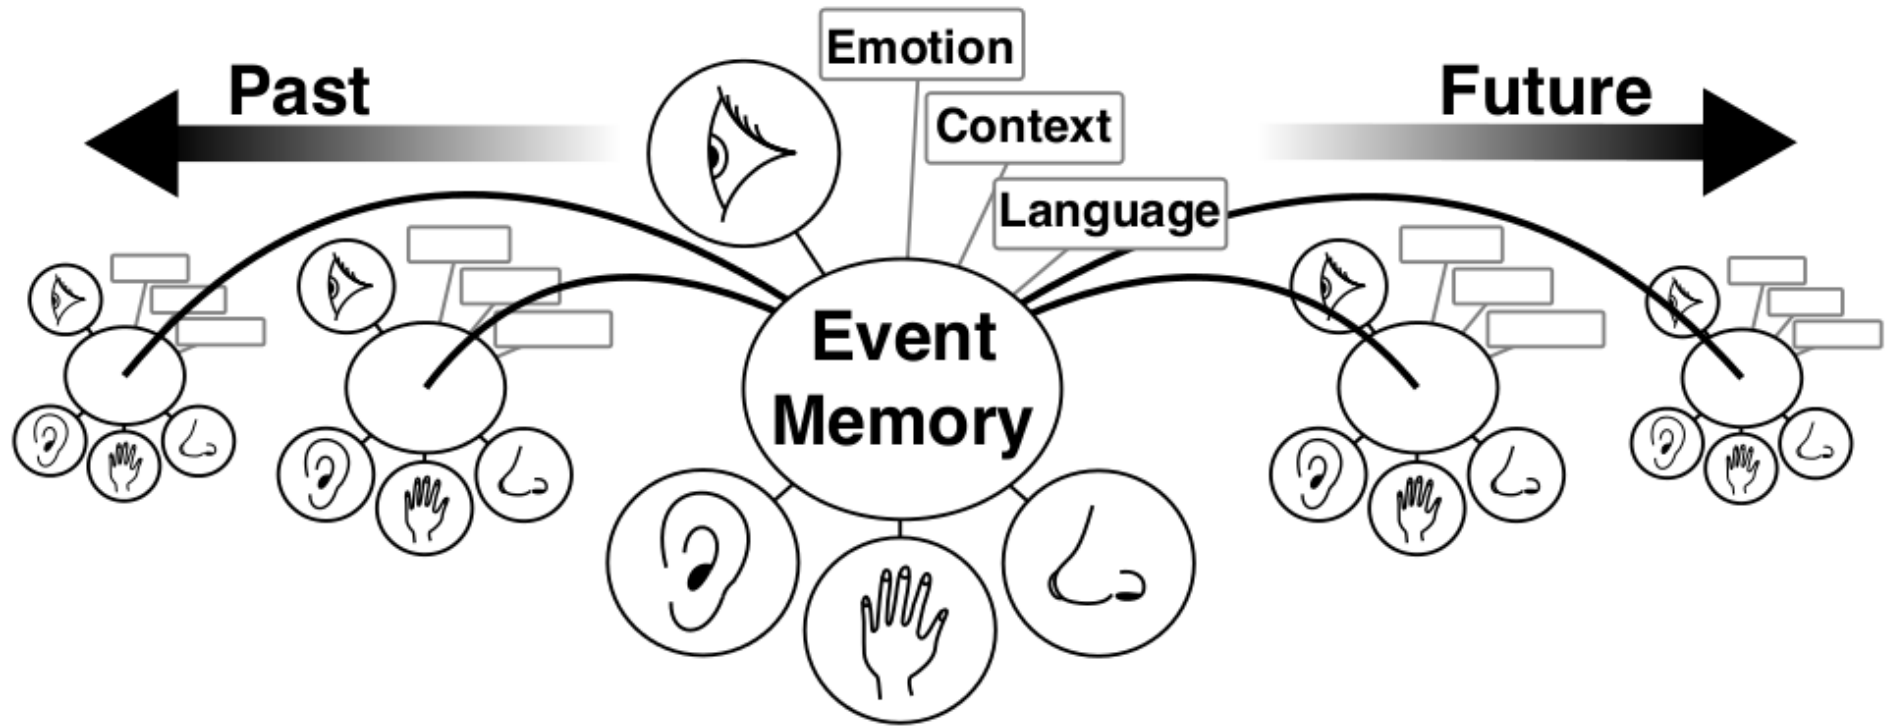 Past
Emotion
Context
Language
Future
Event
Memory